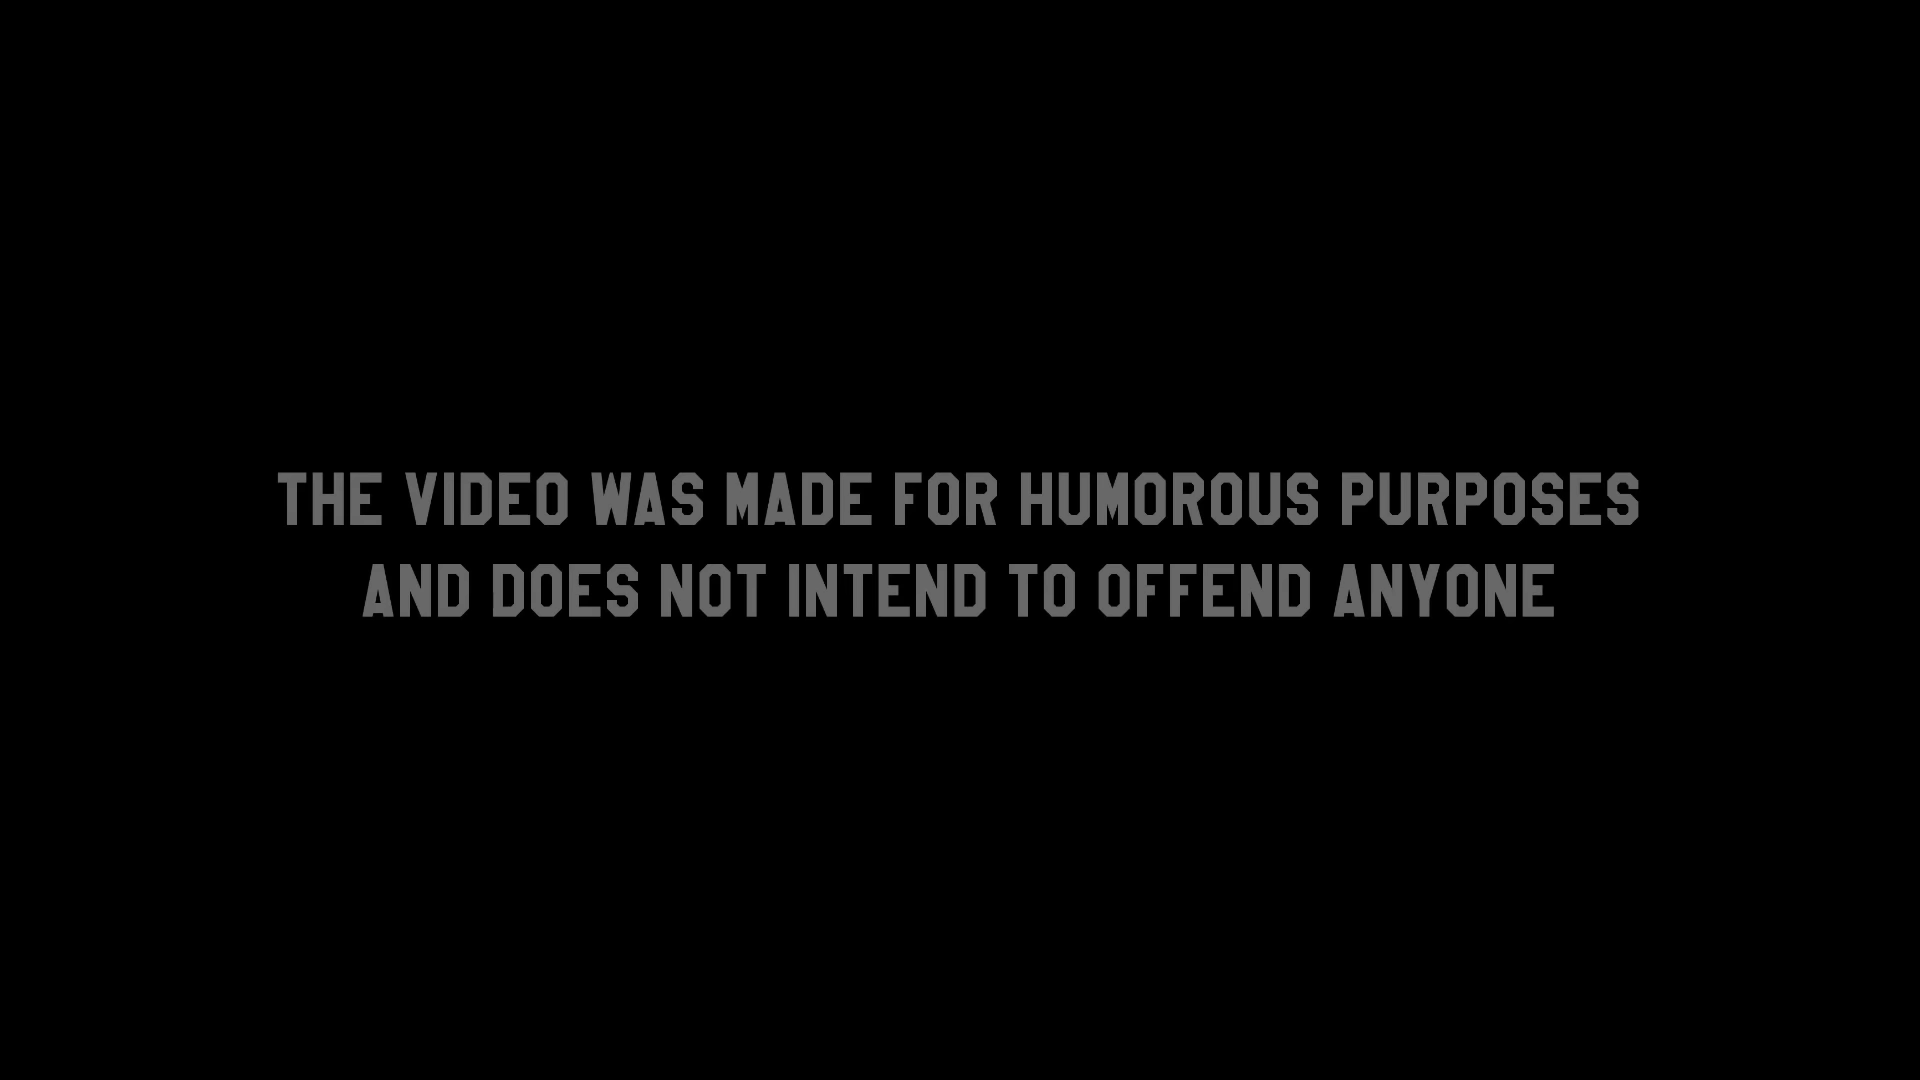 THE VIDEO WAS MADE FOR HUMOROUS PURPOSES
AND DOES NOT INTEND TO OFFEND ANYONE